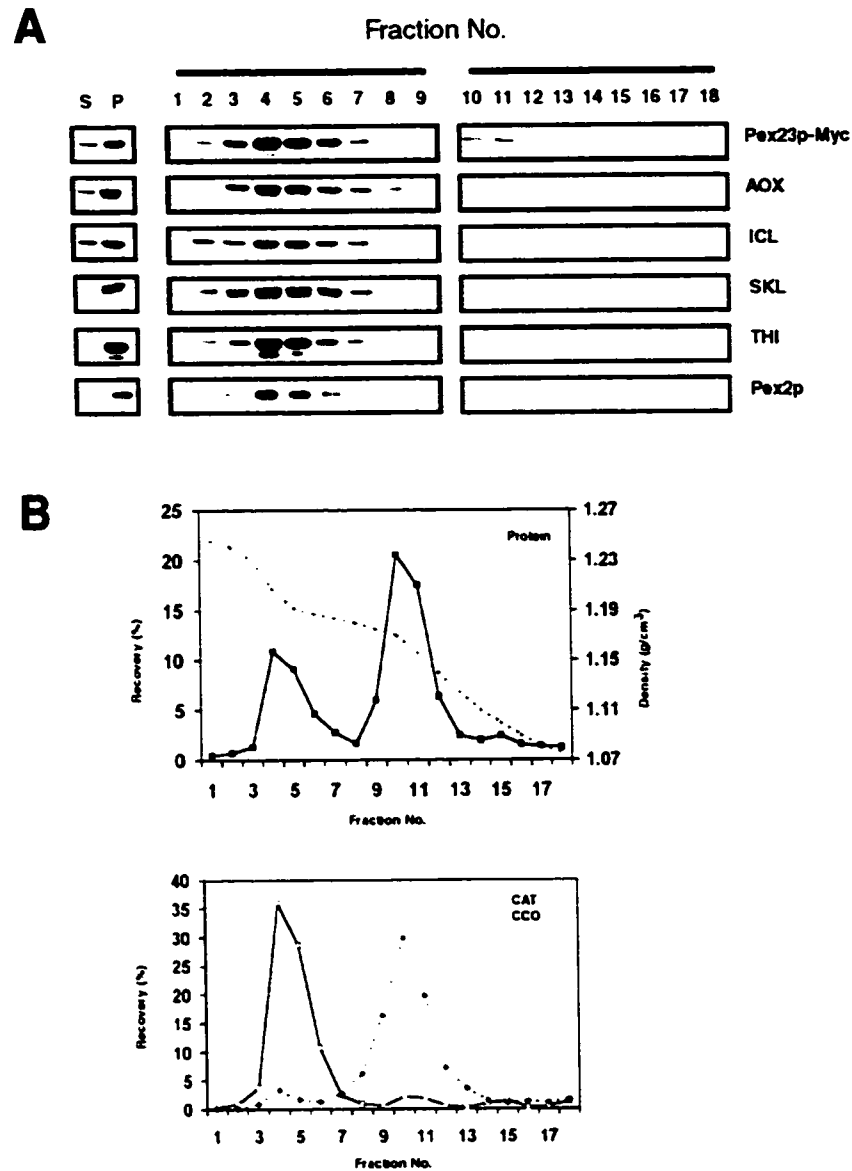 A
Fraction No.
S P 1 2 3 4 5 6 7 8 9 10 11 12 13 14 15 16 17 18
Pex23p-Myc
AOX
ICL
SKL
THI
Pex2p
B
25
20
15
10
5
0
Recovery (%)
1.27
1.23
1.19
1.15
1.11
1.07
Density (g/cm³)
Protein
1 3 5 7 9 11 13 15 17
Fraction No.
40
35
30
25
20
15
10
5
0
Recovery (%)
CAT
CCO
1 3 5 7 9 11 13 15 17
Fraction No.